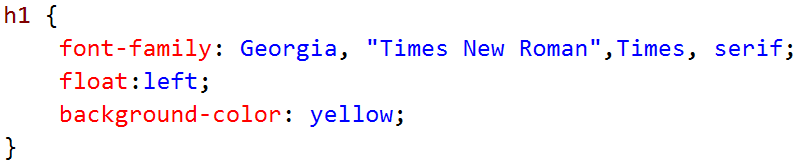 h1 {
    font-family: Georgia, "Times New Roman",Times, serif;
    float:left;
    background-color: yellow;
}